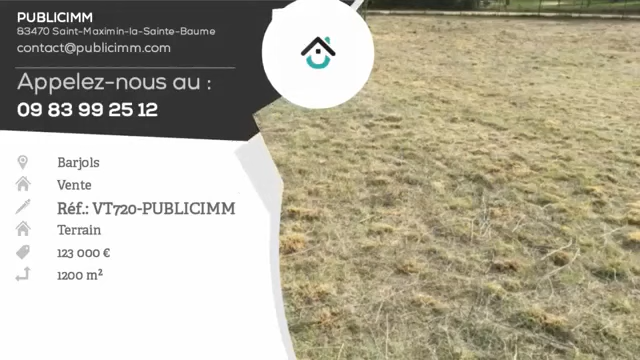 PUBLICIMM
83470 Saint-Maximin-la-Sainte-Baume
contact@publicimm.com
Appelez-nous au :
09 83 99 25 12
Barjols
Vente
Réf.: VT720-PUBLICIMM
Terrain
123 000 €
1200 m²